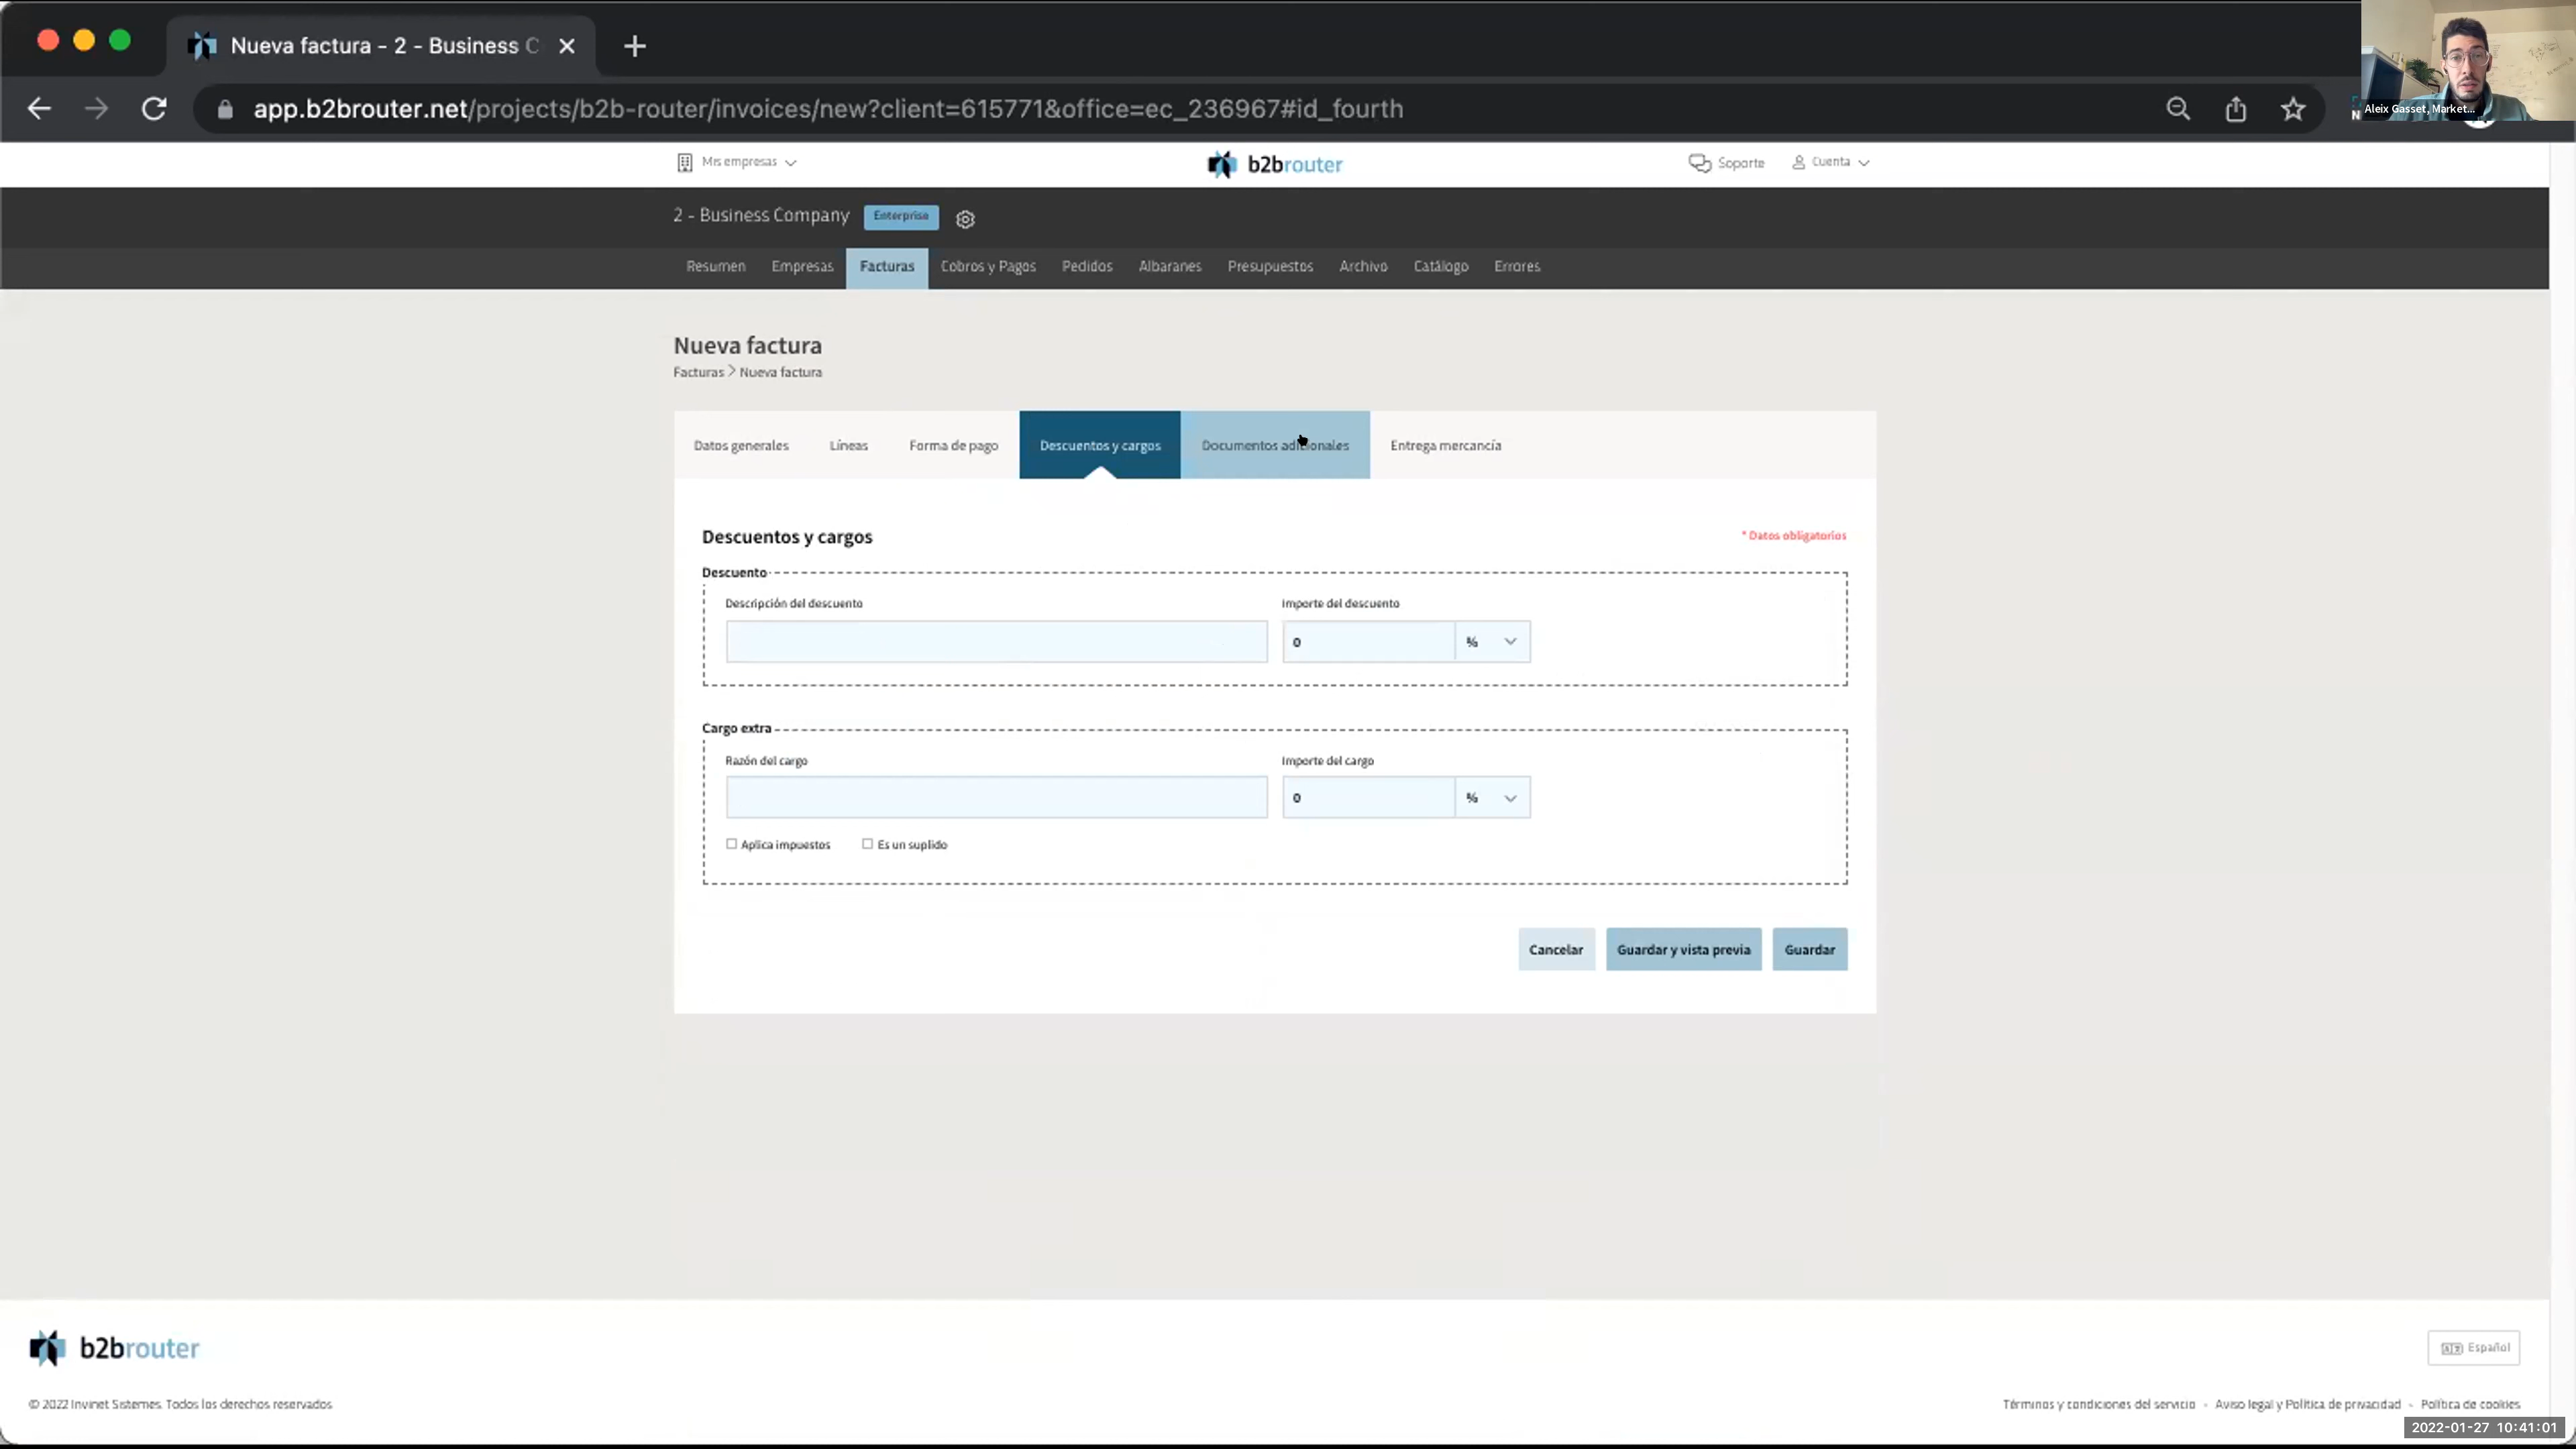 Nueva factura - 2 - Business C
app.b2brouter.net/projects/b2b-router/invoices/new?client=615771&office=ec_236967#id_fourth
Aleix Gasset, Market...
Mis empresas
b2brouter
Soporte
Cuenta
2 - Business Company
Enterprise
Resumen
Empresas
Facturas
Cobros y Pagos
Pedidos
Albaranes
Presupuestos
Archivo
Catálogo
Errores
Nueva factura
Facturas > Nueva factura
Datos generales
Líneas
Forma de pago
Descuentos y cargos
Documentos adicionales
Entrega mercancía
Descuentos y cargos
* Datos obligatorios
Descuento
Descripción del descuento
Importe del descuento
0
%
Cargo extra
Razón del cargo
Importe del cargo
0
%
Aplica impuestos
Es un suplido
Cancelar
Guardar y vista previa
Guardar
b2brouter
Español
© 2022 Invinet Sistemes. Todos los derechos reservados
Términos y condiciones del servicio - Aviso legal y Política de privacidad - Política de cookies
2022-01-27 10:41:01